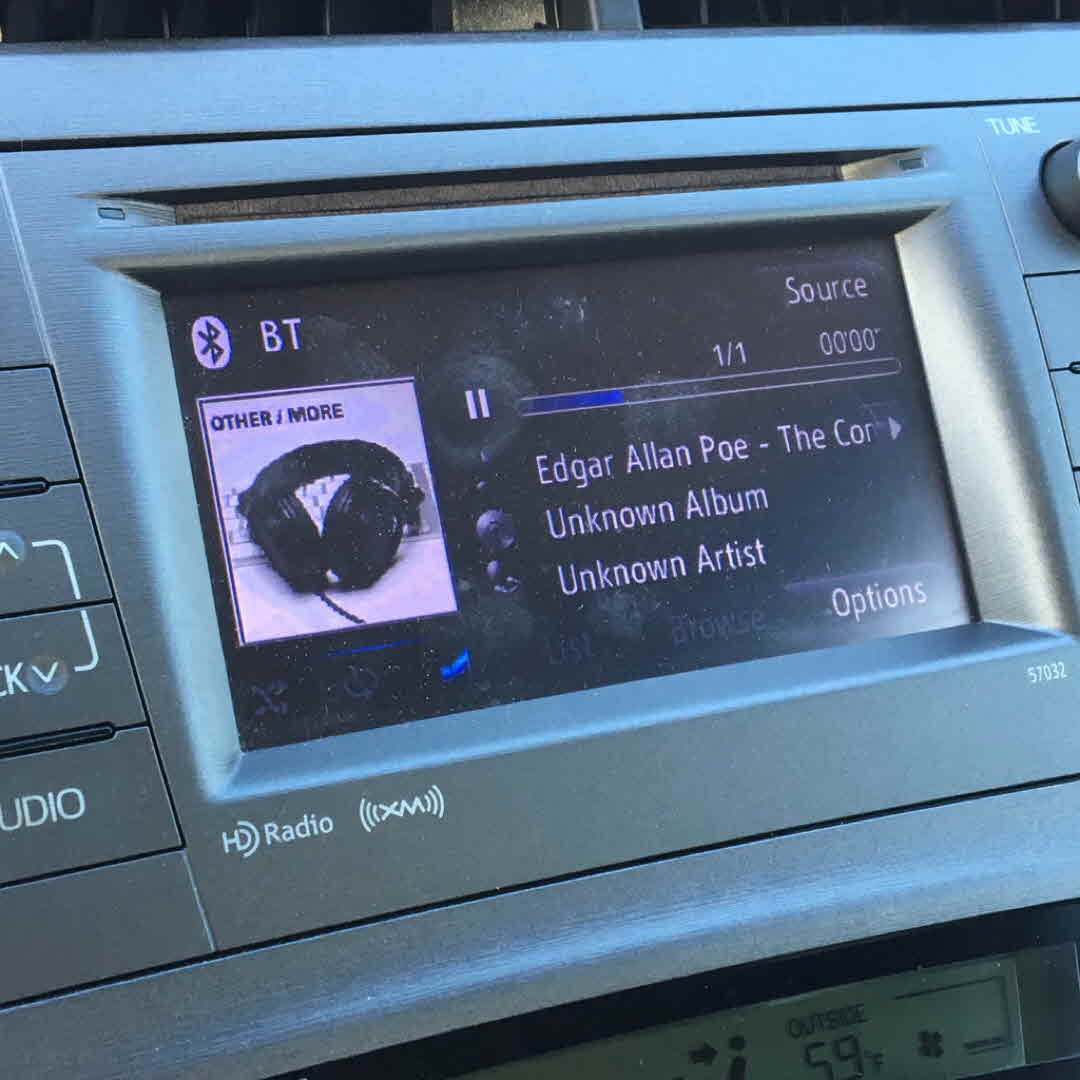 TUNE
Source
BT
1/1 00'00"
OTHER / MORE
Edgar Allan Poe - The Cor
Unknown Album
Unknown Artist
List Browse Options
57032
CK
UDIO
HD Radio ((XM))
OUTSIDE
59°F